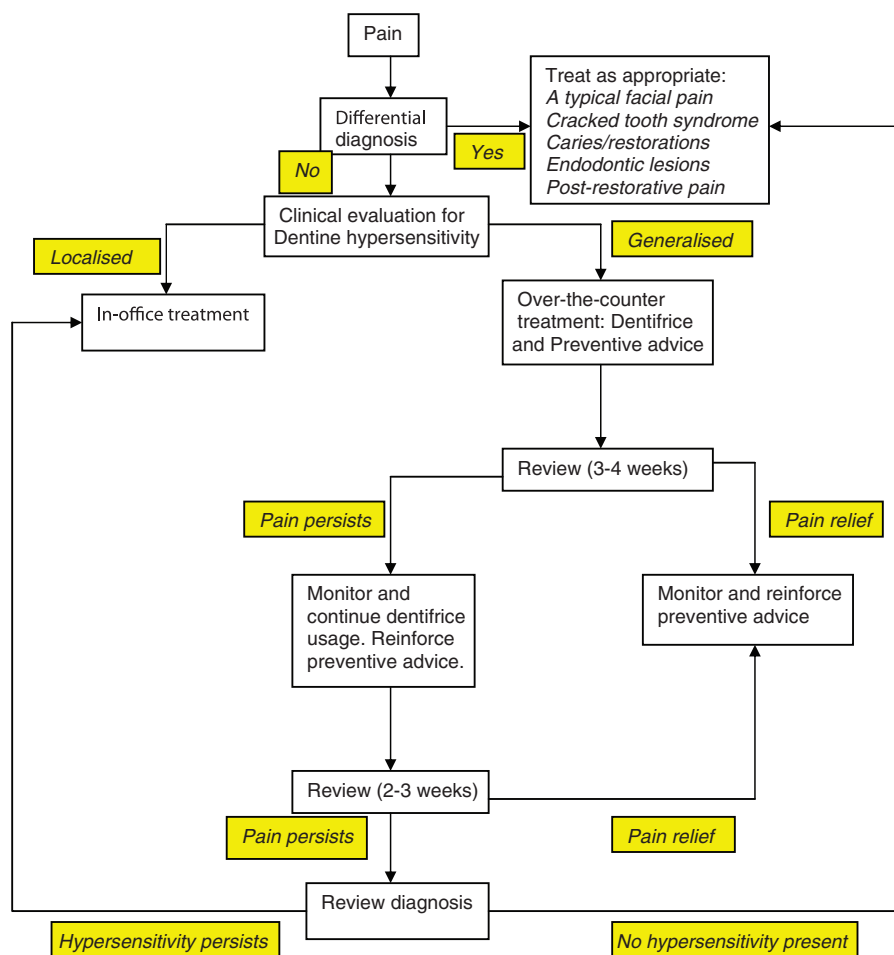 Pain
Differential
diagnosis
Treat as appropriate:
A typical facial pain
Cracked tooth syndrome
Caries/restorations
Endodontic lesions
Post-restorative pain
Yes
No
Clinical evaluation for
Dentine hypersensitivity
Localised
Generalised
In-office treatment
Over-the-counter
treatment: Dentifrice
and Preventive advice
Review (3-4 weeks)
Pain persists
Pain relief
Monitor and
continue dentifrice
usage. Reinforce
preventive advice.
Monitor and reinforce
preventive advice
Review (2-3 weeks)
Pain persists
Pain relief
Review diagnosis
Hypersensitivity persists
No hypersensitivity present